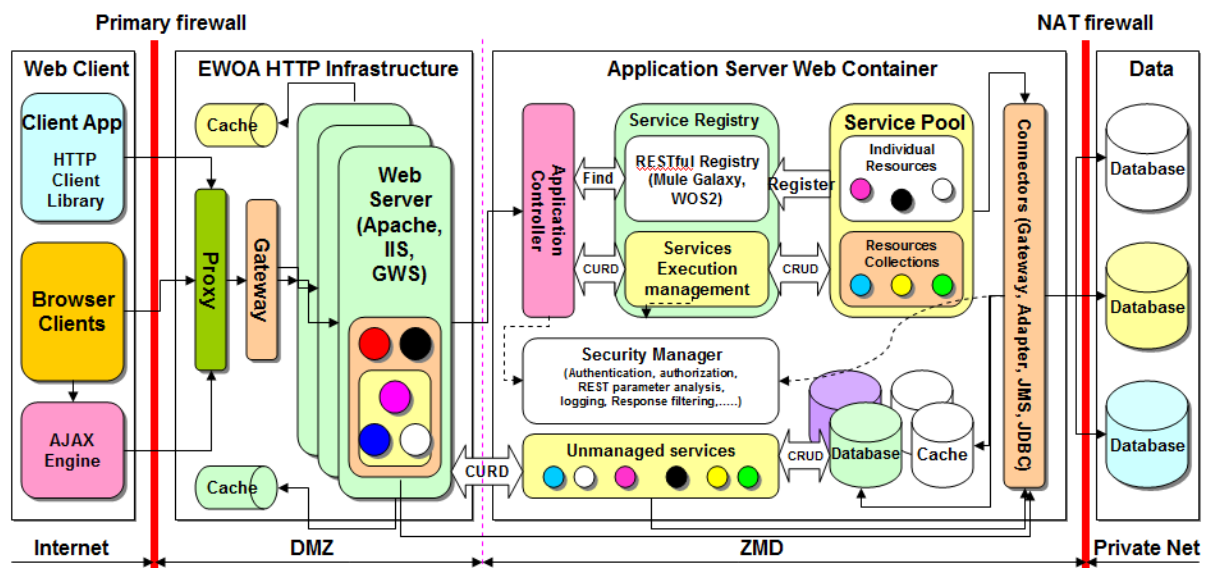 Primary firewall
NAT firewall
Web Client
Client App
HTTP
Client
Library
Browser
Clients
AJAX
Engine
EWOA HTTP Infrastructure
Cache
Proxy
Gateway
Web
Server
(Apache,
IIS,
GWS)
Cache
CURD
Application Server Web Container
Application
Controller
Find
CURD
Service Registry
RESTful Registry
(Mule Galaxy,
WOS2)
Services
Execution
management
Register
CRUD
Service Pool
Individual
Resources
Resources
Collections
Security Manager
(Authentication, authorization,
REST parameter analysis,
logging, Response filtering,.....)
Unmanaged services
CRUD
Database
Cache
Connectors (Gateway, Adapter, JMS, JDBC)
Data
Database
Database
Database
Internet
DMZ
ZMD
Private Net